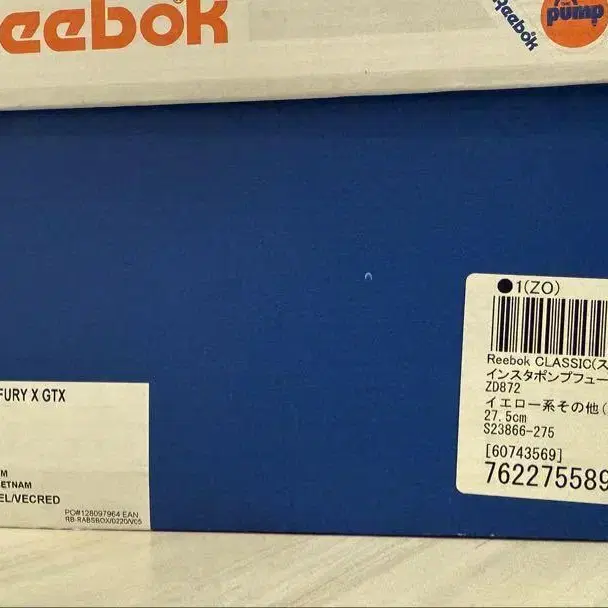 eebok
Reebok
pump
FURY X GTX
M
ETNAM
EL/VECRED
PO#128097964 EAN
RB-RABSBOX/0220/V05
●1(ZO)
Reebok CLASSIC(ス
インスタポンプフュー
ZD872
イエロー系その他(
27.5cm
S23866-275
[60743569]
762275589